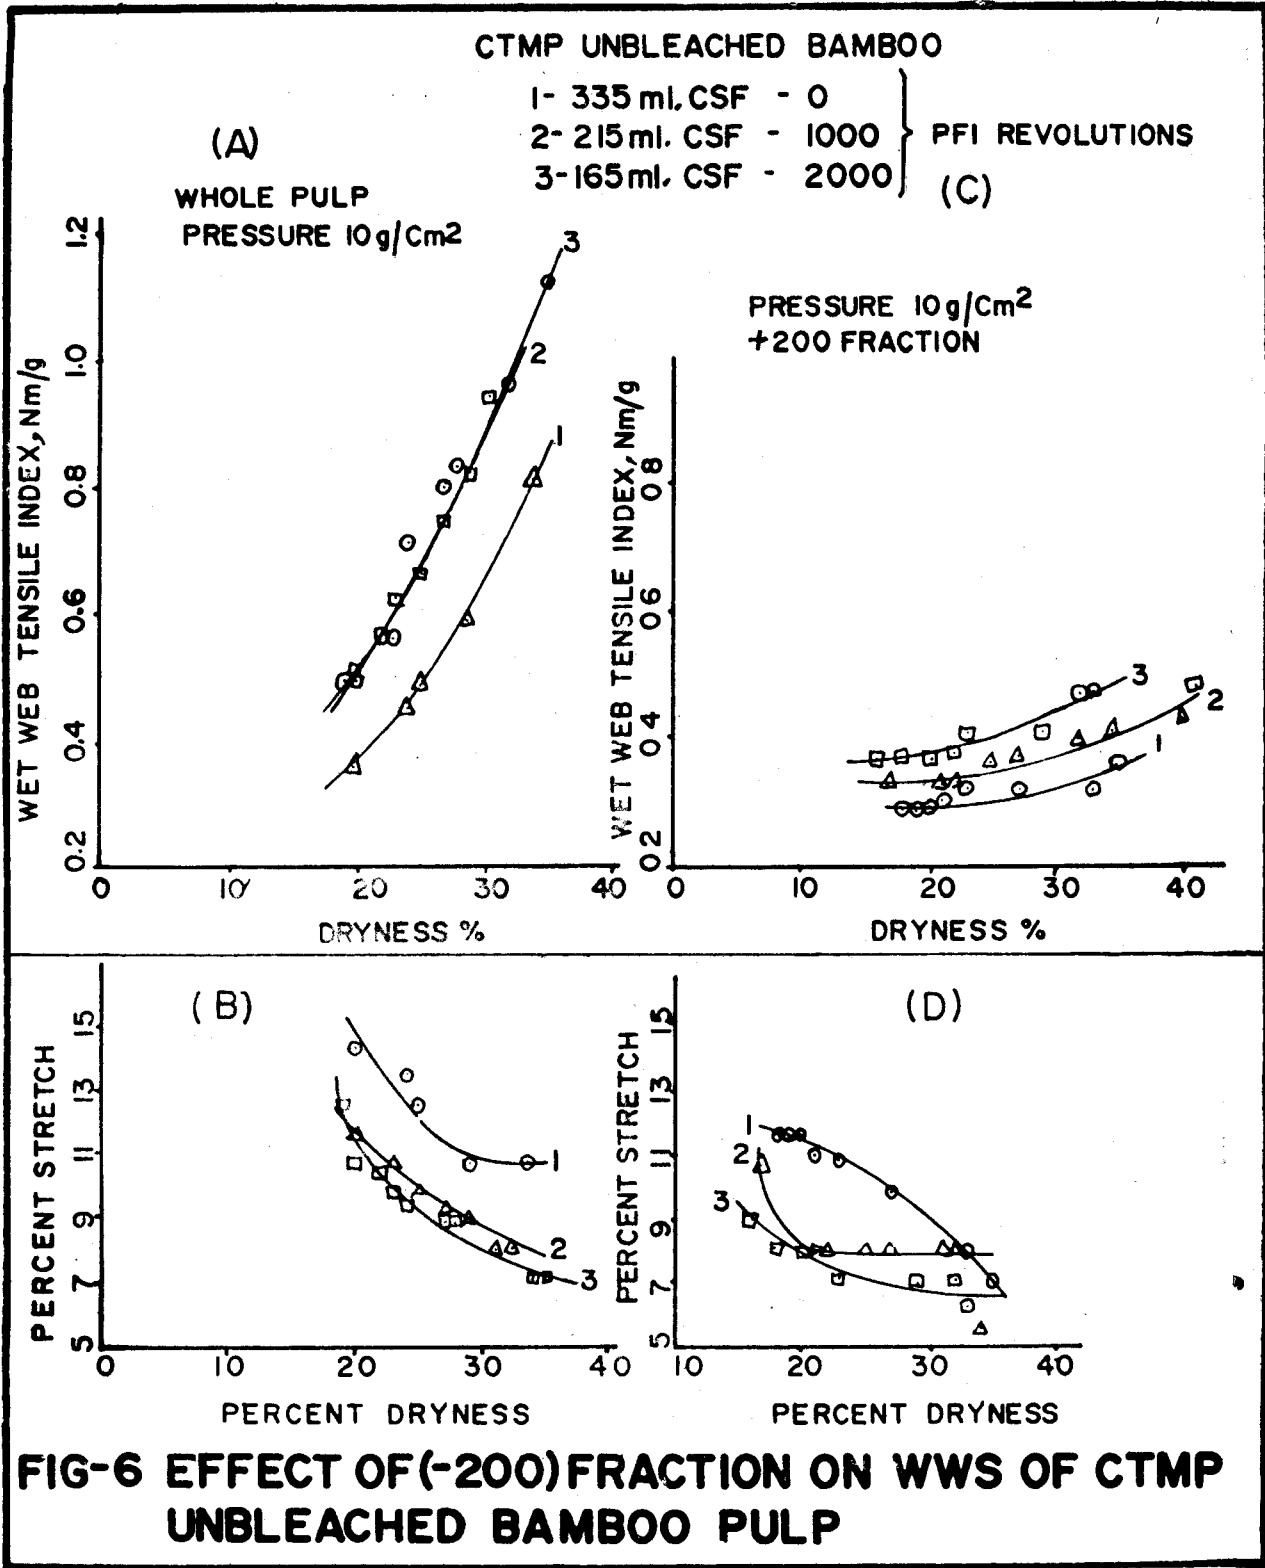 CTMP UNBLEACHED BAMBOO
1- 335 ml. CSF - 0
2- 215 ml. CSF - 1000
3- 165 ml. CSF - 2000
PFI REVOLUTIONS
(A)
WHOLE PULP
PRESSURE 10 g/Cm2
WET WEB TENSILE INDEX, Nm/g
1.2
1.0
0.8
0.6
0.4
0.2
3
2
1
0 10 20 30 40
DRYNESS %
(C)
PRESSURE 10 g/Cm2
+200 FRACTION
WET WEB TENSILE INDEX, Nm/g
0 8
0 6
0 4
0 2
3
2
1
0 10 20 30 40
DRYNESS %
(B)
PERCENT STRETCH
15
13
11
9
7
5
1
2
3
0 10 20 30 40
PERCENT DRYNESS
(D)
PERCENT STRETCH
15
13
11
9
7
5
1
2
3
10 20 30 40
PERCENT DRYNESS
FIG-6 EFFECT OF (-200) FRACTION ON WWS OF CTMP
UNBLEACHED BAMBOO PULP